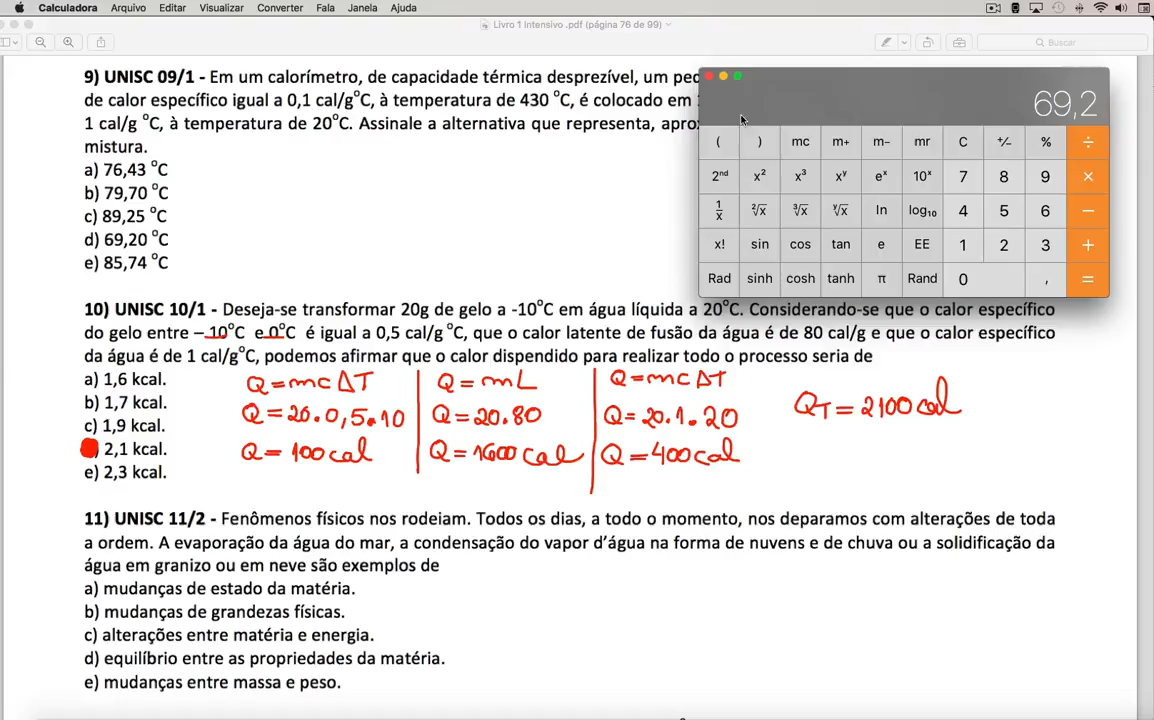 Calculadora Arquivo Editar Visualizar Converter Fala Janela Ajuda
Livro 1 Intensivo .pdf (página 76 de 99)
Buscar
9) UNISC 09/1 - Em um calorímetro, de capacidade térmica desprezível, um
de calor específico igual a 0,1 cal/g°C, à temperatura de 430 °C, é colocado em
1 cal/g °C, à temperatura de 20°C. Assinale a alternativa que representa,
mistura.
a) 76,43 °C
b) 79,70 °C
c) 89,25 °C
d) 69,20 °C
e) 85,74 °C
69,2
( ) mc m+ m- mr C +/- % ÷
2nd x² x³ xʸ eˣ 10ˣ 7 8 9 ×
1/x ²√x ³√x ʸ√x ln log₁₀ 4 5 6 −
x! sin cos tan e EE 1 2 3 +
Rad sinh cosh tanh π Rand 0 , =
10) UNISC 10/1 - Deseja-se transformar 20g de gelo a -10°C em água líquida a 20°C. Considerando-se que o calor específico
do gelo entre – 10°C e 0°C é igual a 0,5 cal/g °C, que o calor latente de fusão da água é de 80 cal/g e que o calor específico
da água é de 1 cal/g°C, podemos afirmar que o calor dispendido para realizar todo o processo seria de
a) 1,6 kcal.
b) 1,7 kcal.
c) 1,9 kcal.
2,1 kcal.
e) 2,3 kcal.
Q=mcΔT
Q=20.0,5.10
Q=100cal
Q=mL
Q=20.80
Q=1600cal
Q=mcΔT
Q=20.1.20
Q=400cal
QT=2100cal
11) UNISC 11/2 - Fenômenos físicos nos rodeiam. Todos os dias, a todo o momento, nos deparamos com alterações de toda
a ordem. A evaporação da água do mar, a condensação do vapor d'água na forma de nuvens e de chuva ou a solidificação da
água em granizo ou em neve são exemplos de
a) mudanças de estado da matéria.
b) mudanças de grandezas físicas.
c) alterações entre matéria e energia.
d) equilíbrio entre as propriedades da matéria.
e) mudanças entre massa e peso.